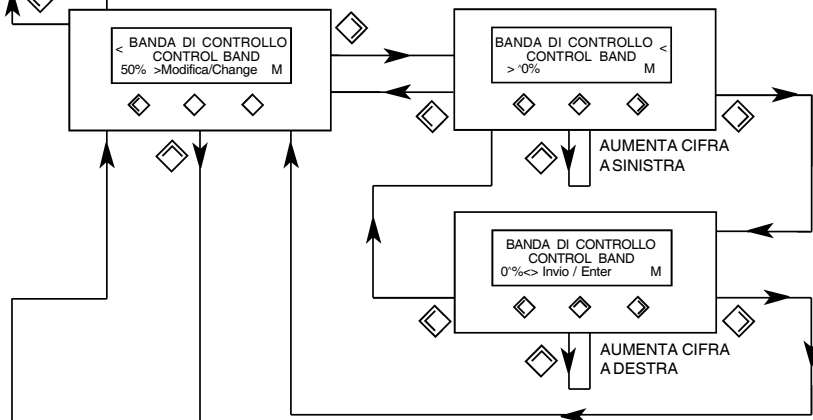 < BANDA DI CONTROLLO
CONTROL BAND
50% >Modifica/Change M
BANDA DI CONTROLLO <
CONTROL BAND
> ^0% M
AUMENTA CIFRA
A SINISTRA
BANDA DI CONTROLLO
CONTROL BAND
0^%<> Invio / Enter M
AUMENTA CIFRA
A DESTRA